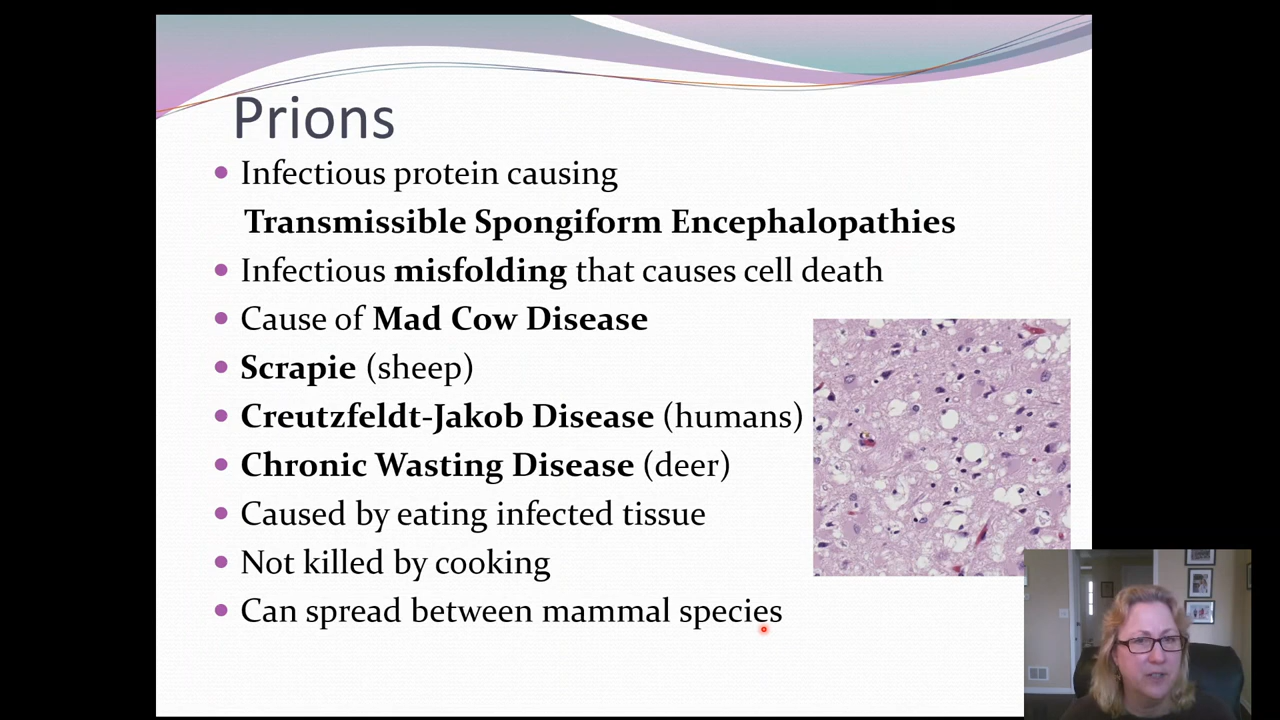 Prions
Infectious protein causing
Transmissible Spongiform Encephalopathies
Infectious misfolding that causes cell death
Cause of Mad Cow Disease
Scrapie (sheep)
Creutzfeldt-Jakob Disease (humans)
Chronic Wasting Disease (deer)
Caused by eating infected tissue
Not killed by cooking
Can spread between mammal species